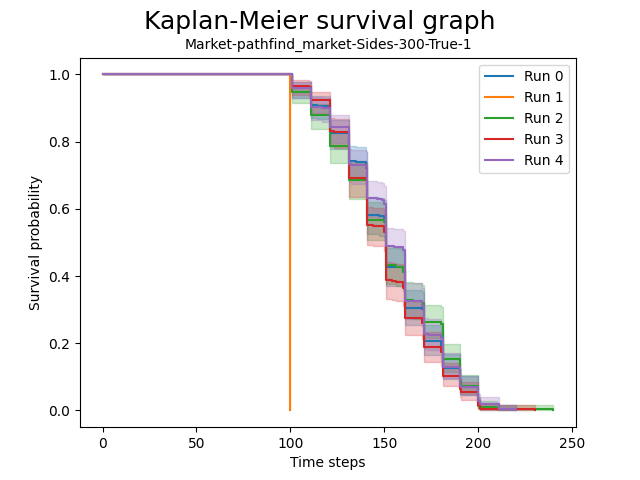 Kaplan-Meier survival graph
Market-pathfind_market-Sides-300-True-1
Run 0
Run 1
Run 2
Run 3
Run 4
Survival probability
1.0
0.8
0.6
0.4
0.2
0.0
0 50 100 150 200 250
Time steps